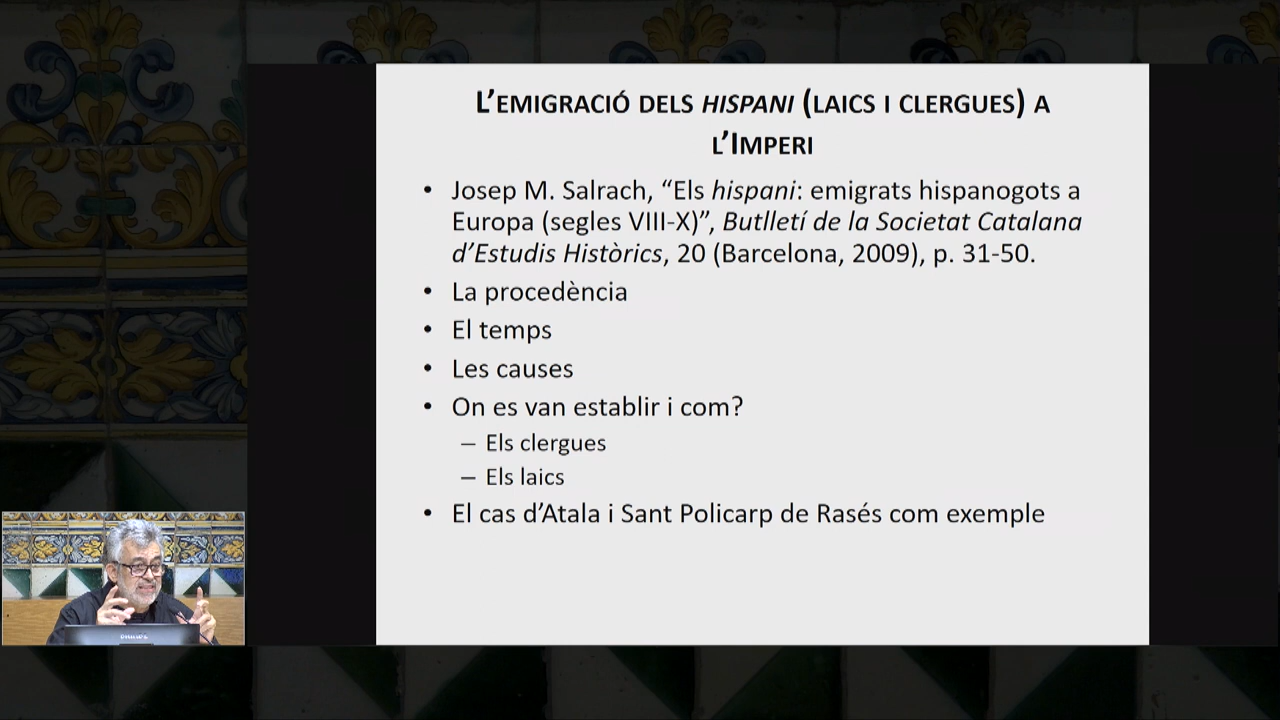 L'EMIGRACIÓ DELS HISPANI (LAICS I CLERGUES) A
L'IMPERI
• Josep M. Salrach, “Els hispani: emigrats hispanogots a
Europa (segles VIII-X)”, Butlletí de la Societat Catalana
d'Estudis Històrics, 20 (Barcelona, 2009), p. 31-50.
• La procedència
• El temps
• Les causes
• On es van establir i com?
– Els clergues
– Els laics
• El cas d'Atala i Sant Policarp de Rasés com exemple
PHILIPS